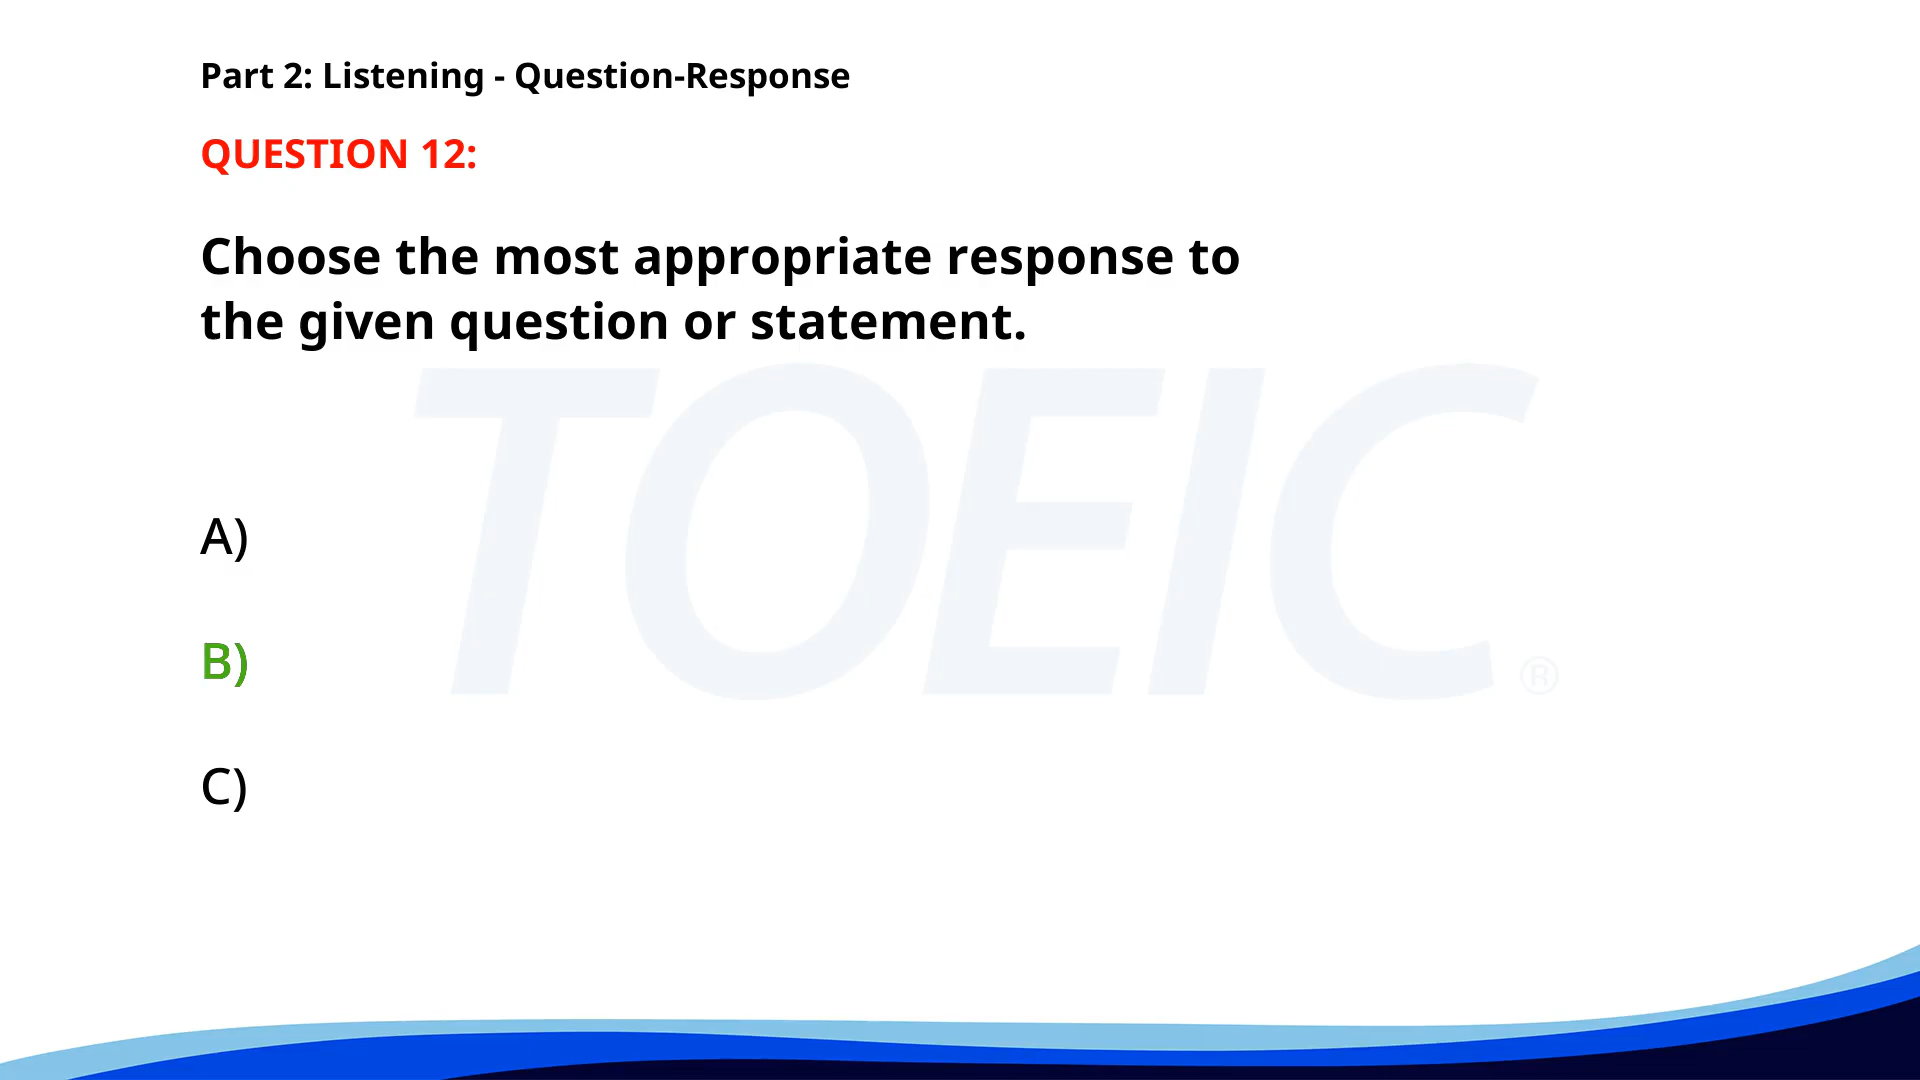 Part 2: Listening - Question-Response
QUESTION 12:
Choose the most appropriate response to
the given question or statement.
TOEIC®
A)
B)
C)